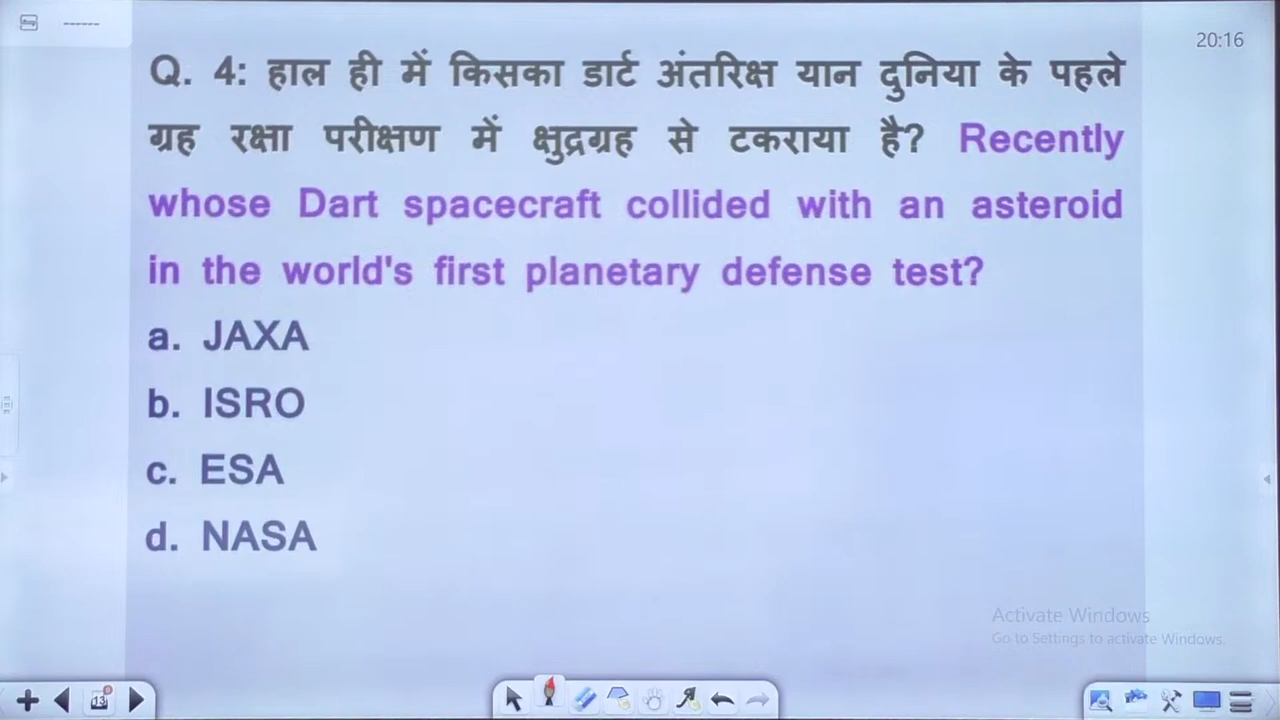 20:16
Q. 4: हाल ही में किसका डार्ट अंतरिक्ष यान दुनिया के पहले
ग्रह रक्षा परीक्षण में क्षुद्रग्रह से टकराया है? Recently
whose Dart spacecraft collided with an asteroid
in the world's first planetary defense test?
a. JAXA
b. ISRO
c. ESA
d. NASA
Activate Windows
Go to Settings to activate Windows.
13